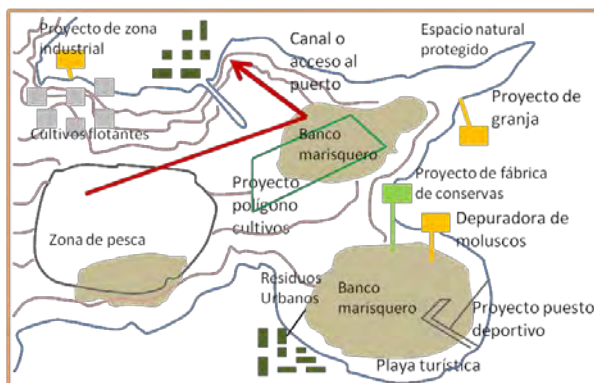 Proyecto de zona
industrial
Canal o
acceso al
puerto
Espacio natural
protegido
Proyecto de
granja
Cultivos flotantes
Banco
marisquero
Proyecto
polígono
cultivos
Proyecto de fábrica
de conservas
Depuradora de
moluscos
Zona de pesca
Residuos
Urbanos
Banco
marisquero
Proyecto puesto
deportivo
Playa turística